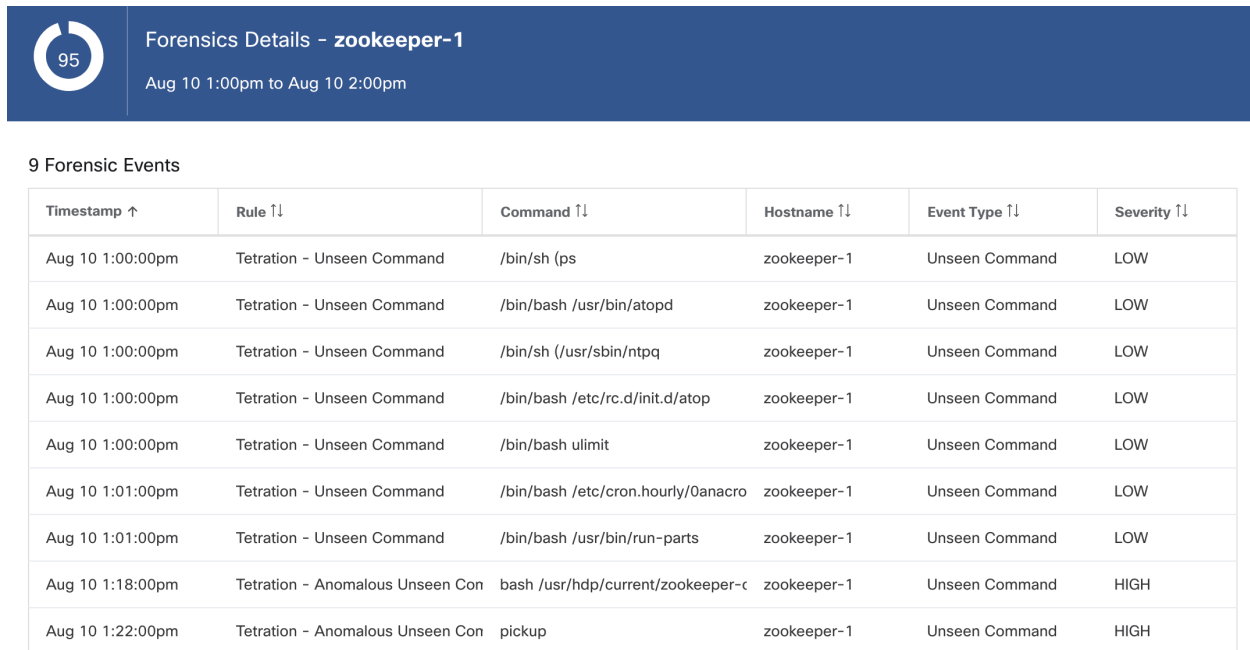 95
Forensics Details - zookeeper-1
Aug 10 1:00pm to Aug 10 2:00pm
9 Forensic Events
Timestamp ↑ Rule ↑↓ Command ↑↓ Hostname ↑↓ Event Type ↑↓ Severity ↑↓
Aug 10 1:00:00pm Tetration - Unseen Command /bin/sh (ps zookeeper-1 Unseen Command LOW
Aug 10 1:00:00pm Tetration - Unseen Command /bin/bash /usr/bin/atopd zookeeper-1 Unseen Command LOW
Aug 10 1:00:00pm Tetration - Unseen Command /bin/sh (/usr/sbin/ntpq zookeeper-1 Unseen Command LOW
Aug 10 1:00:00pm Tetration - Unseen Command /bin/bash /etc/rc.d/init.d/atop zookeeper-1 Unseen Command LOW
Aug 10 1:00:00pm Tetration - Unseen Command /bin/bash ulimit zookeeper-1 Unseen Command LOW
Aug 10 1:01:00pm Tetration - Unseen Command /bin/bash /etc/cron.hourly/0anacro zookeeper-1 Unseen Command LOW
Aug 10 1:01:00pm Tetration - Unseen Command /bin/bash /usr/bin/run-parts zookeeper-1 Unseen Command LOW
Aug 10 1:18:00pm Tetration - Anomalous Unseen Com bash /usr/hdp/current/zookeeper-c zookeeper-1 Unseen Command HIGH
Aug 10 1:22:00pm Tetration - Anomalous Unseen Com pickup zookeeper-1 Unseen Command HIGH